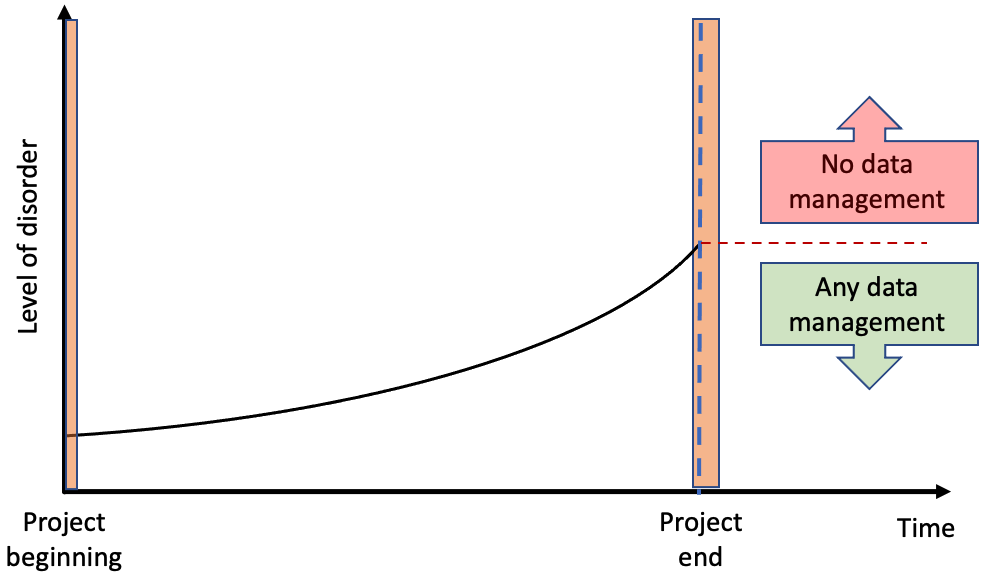 Level of disorder
No data
management
Any data
management
Project
beginning
Project
end
Time